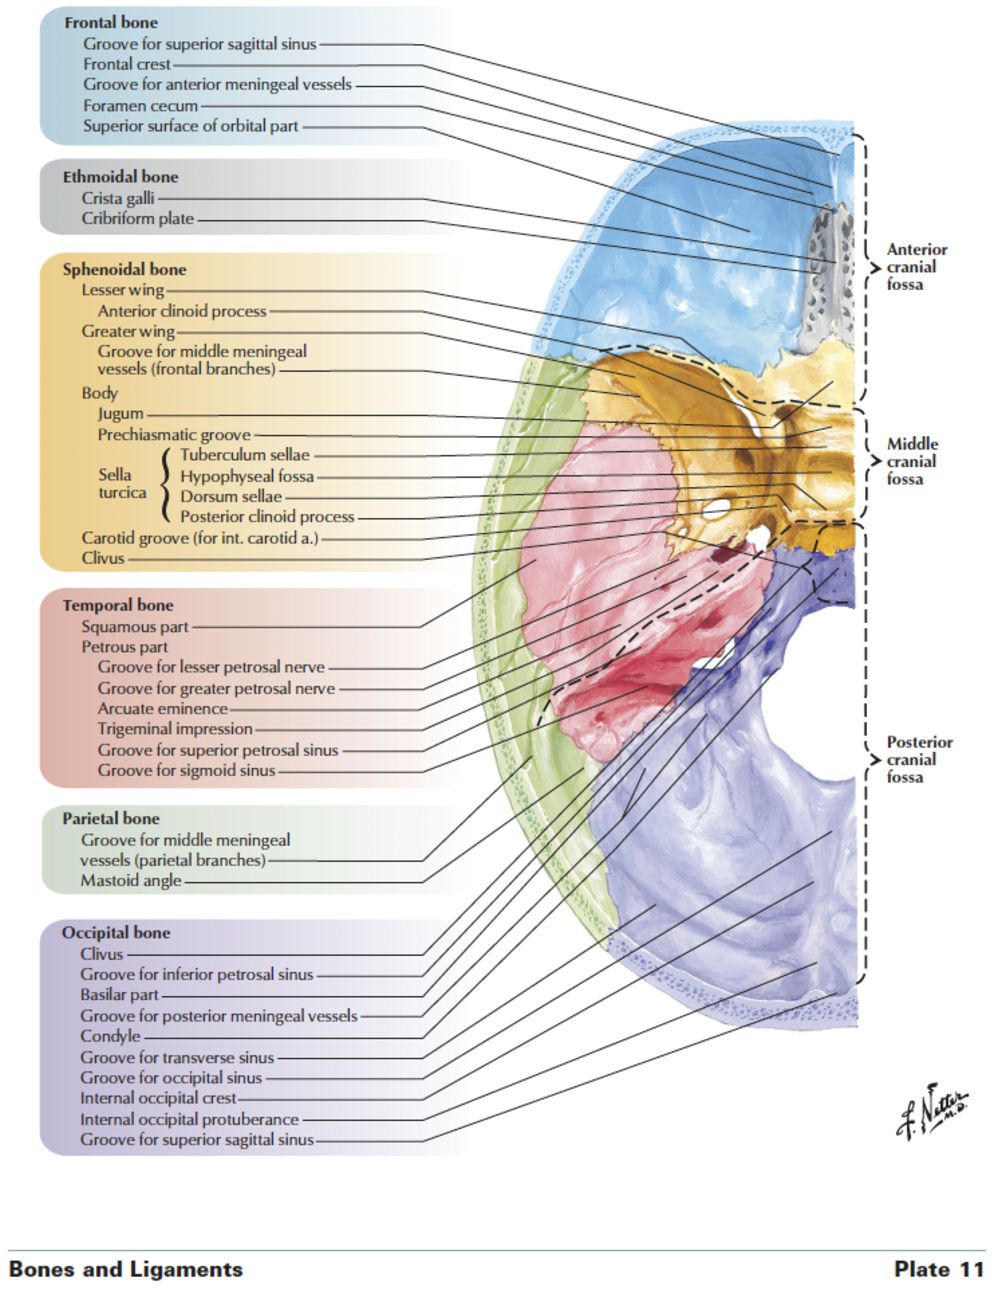 Frontal bone
Groove for superior sagittal sinus
Frontal crest
Groove for anterior meningeal vessels
Foramen cecum
Superior surface of orbital part
Ethmoidal bone
Crista galli
Cribriform plate
Sphenoidal bone
Lesser wing
Anterior clinoid process
Greater wing
Groove for middle meningeal
vessels (frontal branches)
Body
Jugum
Prechiasmatic groove
Sella
turcica
Tuberculum sellae
Hypophyseal fossa
Dorsum sellae
Posterior clinoid process
Carotid groove (for int. carotid a.)
Clivus
Temporal bone
Squamous part
Petrous part
Groove for lesser petrosal nerve
Groove for greater petrosal nerve
Arcuate eminence
Trigeminal impression
Groove for superior petrosal sinus
Groove for sigmoid sinus
Parietal bone
Groove for middle meningeal
vessels (parietal branches)
Mastoid angle
Occipital bone
Clivus
Groove for inferior petrosal sinus
Basilar part
Groove for posterior meningeal vessels
Condyle
Groove for transverse sinus
Groove for occipital sinus
Internal occipital crest
Internal occipital protuberance
Groove for superior sagittal sinus
Anterior
cranial
fossa
Middle
cranial
fossa
Posterior
cranial
fossa
F. Netter
M.D.
Bones and Ligaments
Plate 11